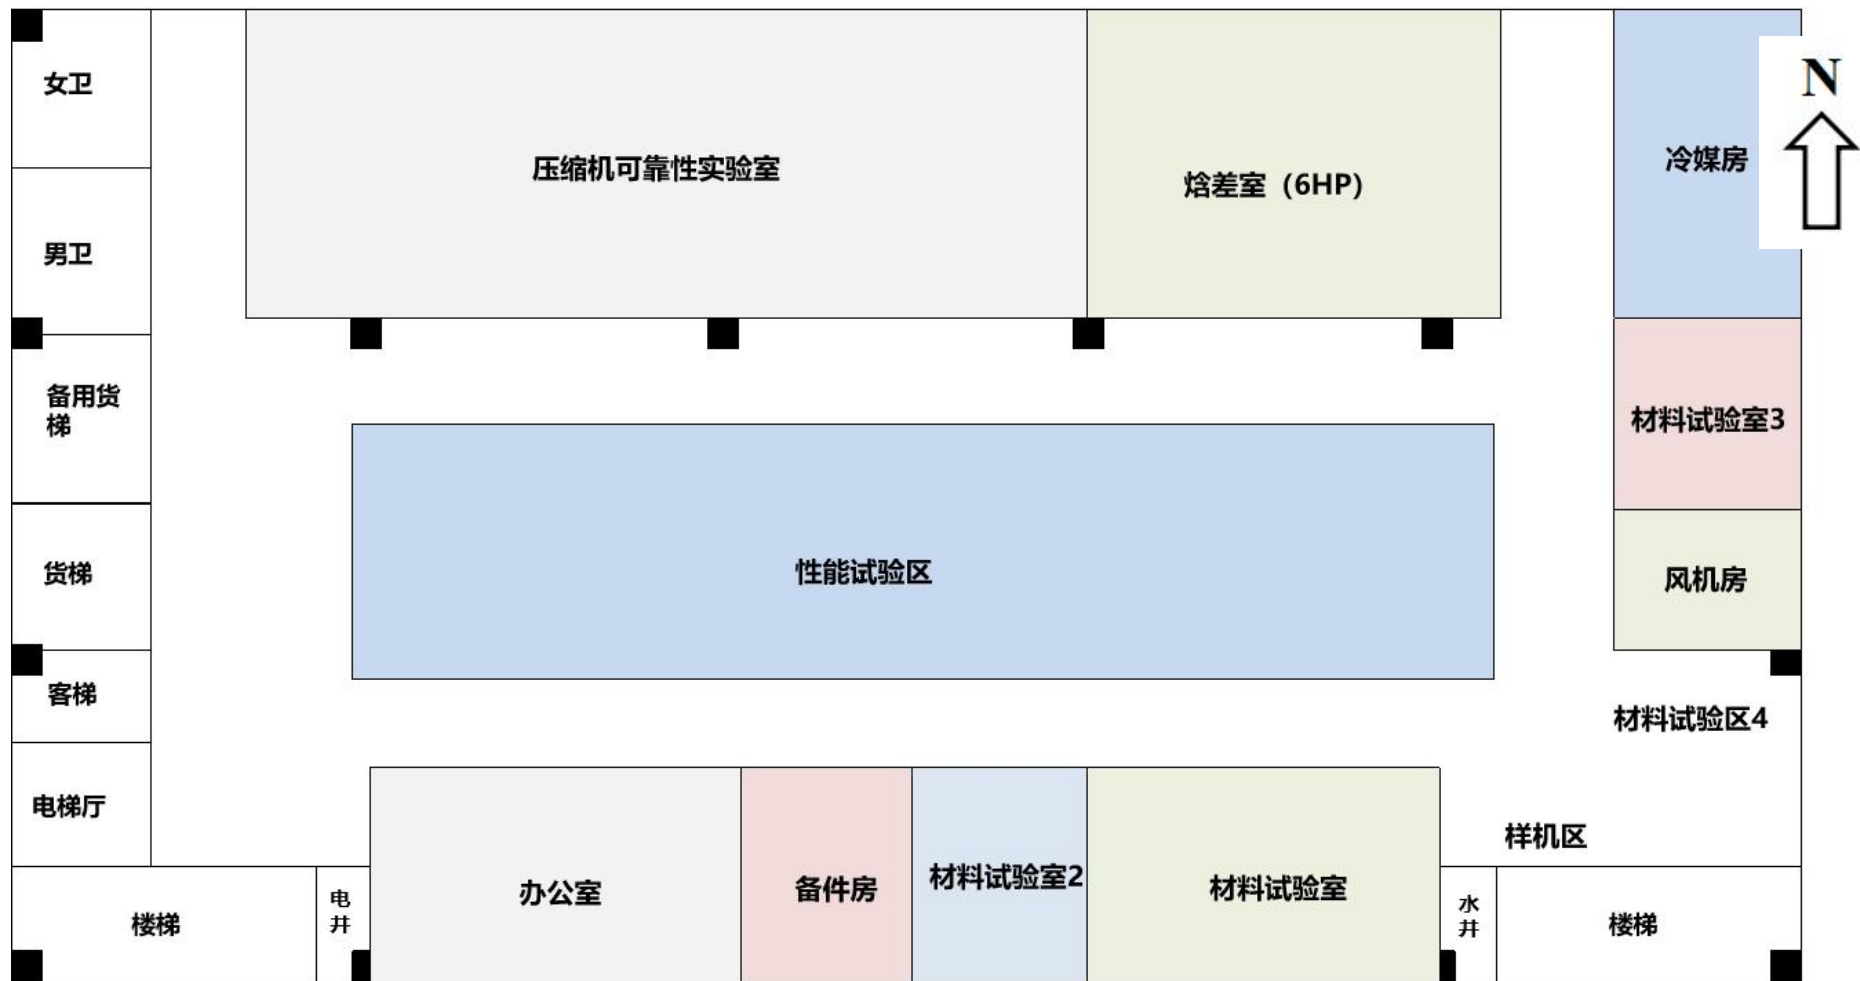 女卫
压缩机可靠性实验室
焓差室（6HP）
冷媒房
N
男卫
备用货
梯
材料试验室3
货梯
性能试验区
风机房
客梯
材料试验区4
电梯厅
样机区
楼梯
电
井
办公室
备件房
材料试验室2
材料试验室
水
井
楼梯